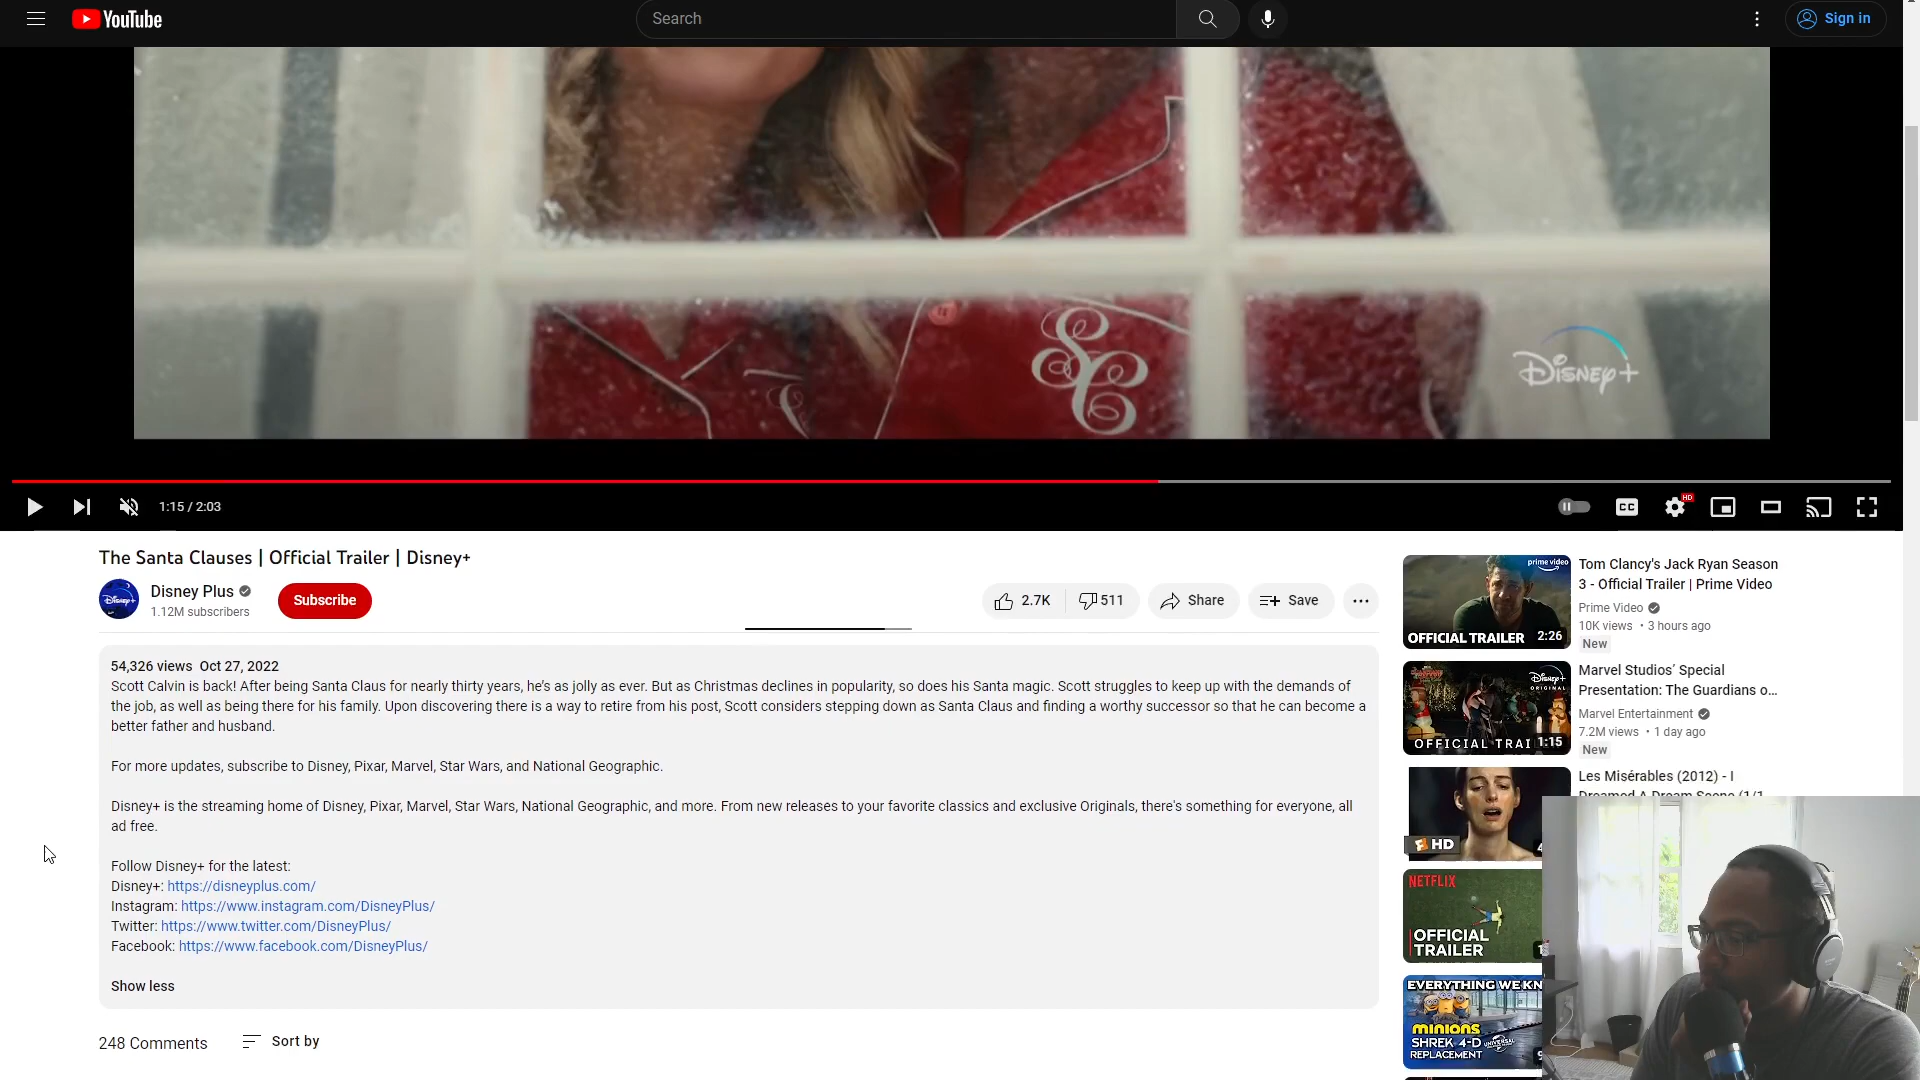 YouTube
Search
Sign in
SC
Disney+
1:15 / 2:03
CC
HD
The Santa Clauses | Official Trailer | Disney+
Disney+
Disney Plus
1.12M subscribers
Subscribe
2.7K
511
Share
Save
54,326 views Oct 27, 2022
Scott Calvin is back! After being Santa Claus for nearly thirty years, he's as jolly as ever. But as Christmas declines in popularity, so does his Santa magic. Scott struggles to keep up with the demands of
the job, as well as being there for his family. Upon discovering there is a way to retire from his post, Scott considers stepping down as Santa Claus and finding a worthy successor so that he can become a
better father and husband.
For more updates, subscribe to Disney, Pixar, Marvel, Star Wars, and National Geographic.
Disney+ is the streaming home of Disney, Pixar, Marvel, Star Wars, National Geographic, and more. From new releases to your favorite classics and exclusive Originals, there's something for everyone, all
ad free.
Follow Disney+ for the latest:
Disney+: https://disneyplus.com/
Instagram: https://www.instagram.com/DisneyPlus/
Twitter: https://www.twitter.com/DisneyPlus/
Facebook: https://www.facebook.com/DisneyPlus/
Show less
248 Comments
Sort by
prime video
OFFICIAL TRAILER 2:26
Tom Clancy's Jack Ryan Season
3 - Official Trailer | Prime Video
Prime Video
10K views • 3 hours ago
New
Disney+
ORIGINAL
OFFICIAL TRAI 1:15
Marvel Studios' Special
Presentation: The Guardians o...
Marvel Entertainment
7.2M views • 1 day ago
New
HD
Les Misérables (2012) - I
Dreamed A Dream Scene (1/1
NETFLIX
OFFICIAL
TRAILER
EVERYTHING WE KN
MINIONS
SHREK 4-D
REPLACEMENT
UNIVERSAL